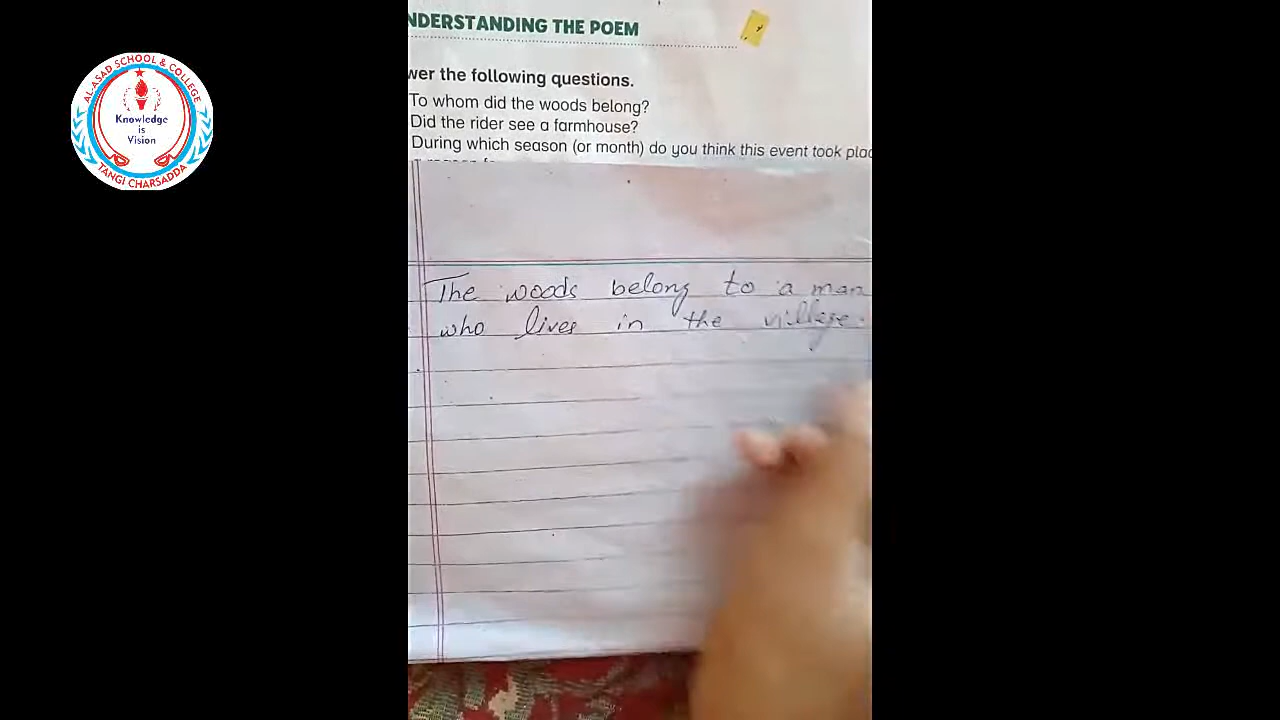 AL-ASAD SCHOOL & COLLEGE
Knowledge
is
Vision
TANGI CHARSADDA
NDERSTANDING THE POEM
wer the following questions.
To whom did the woods belong?
Did the rider see a farmhouse?
During which season (or month) do you think this event took plac
The woods belong to a man
who lives in the village.